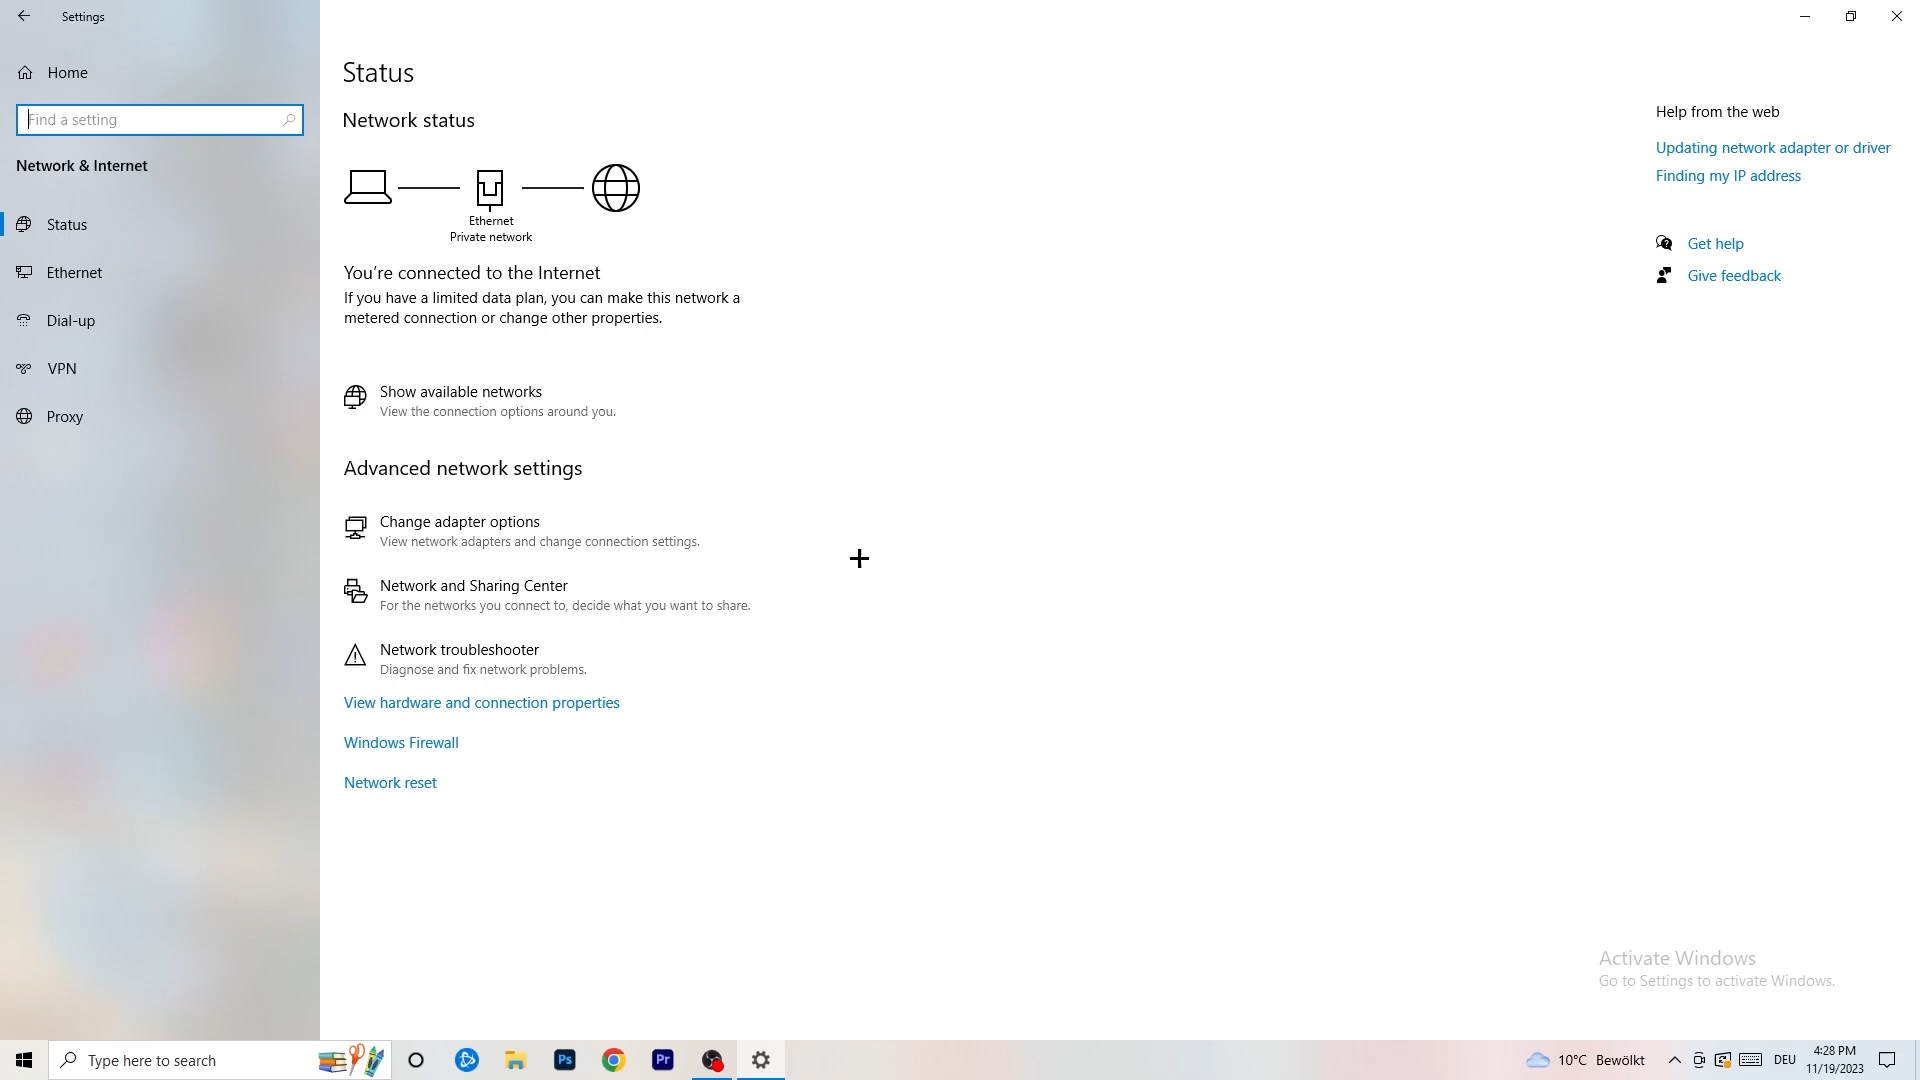 Settings
Home
Find a setting
Network & Internet
Status
Ethernet
Dial-up
VPN
Proxy
Status
Network status
Ethernet
Private network
You’re connected to the Internet
If you have a limited data plan, you can make this network a
metered connection or change other properties.
Show available networks
View the connection options around you.
Advanced network settings
Change adapter options
View network adapters and change connection settings.
Network and Sharing Center
For the networks you connect to, decide what you want to share.
Network troubleshooter
Diagnose and fix network problems.
View hardware and connection properties
Windows Firewall
Network reset
Help from the web
Updating network adapter or driver
Finding my IP address
Get help
Give feedback
Activate Windows
Go to Settings to activate Windows.
Type here to search
Ps
Pr
10°C Bewölkt
DEU
4:28 PM
11/19/2023